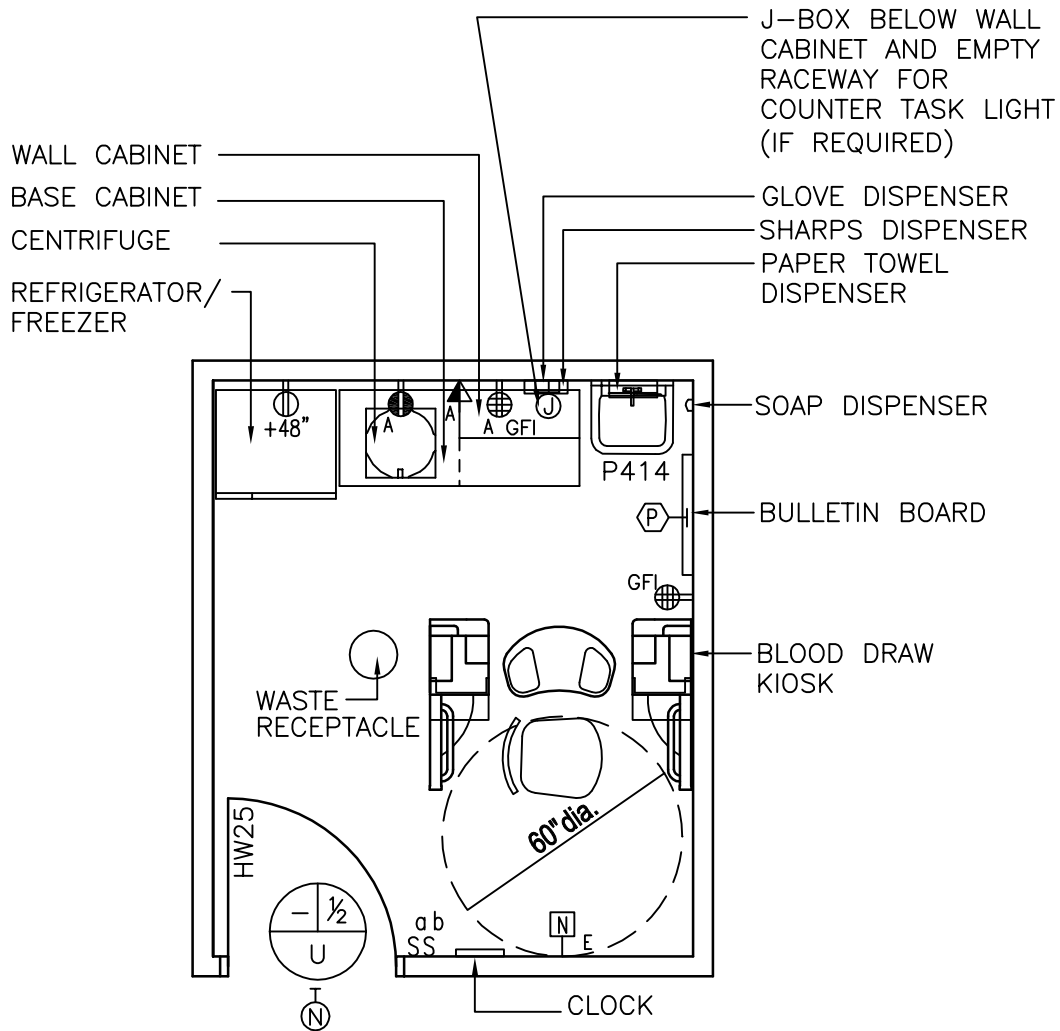 J-BOX BELOW WALL
CABINET AND EMPTY
RACEWAY FOR
COUNTER TASK LIGHT
(IF REQUIRED)
WALL CABINET
BASE CABINET
CENTRIFUGE
REFRIGERATOR/
FREEZER
GLOVE DISPENSER
SHARPS DISPENSER
PAPER TOWEL
DISPENSER
+48"
A
A
A
GFI
J
SOAP DISPENSER
P414
P
BULLETIN BOARD
GFI
BLOOD DRAW
KIOSK
WASTE
RECEPTACLE
60"dia.
HW25
- ½
U
T
N
ab
SS
N
E
CLOCK